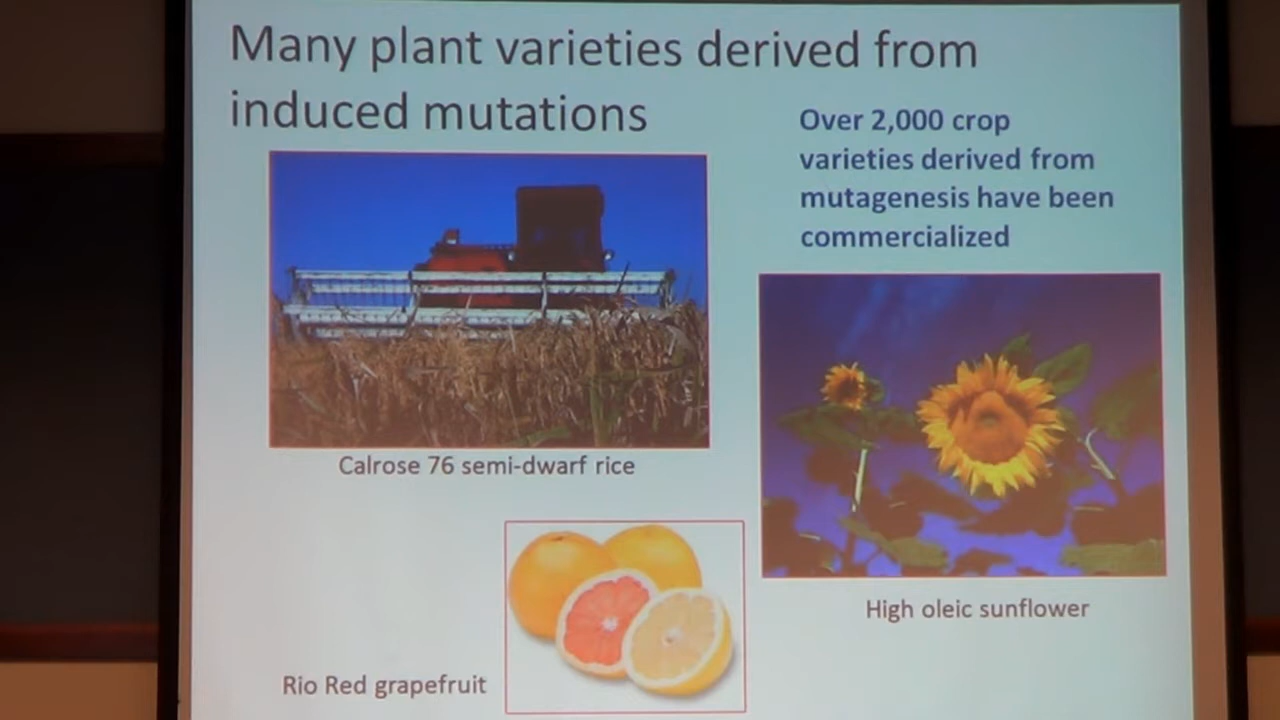 Many plant varieties derived from
induced mutations
Over 2,000 crop
varieties derived from
mutagenesis have been
commercialized
Calrose 76 semi-dwarf rice
High oleic sunflower
Rio Red grapefruit